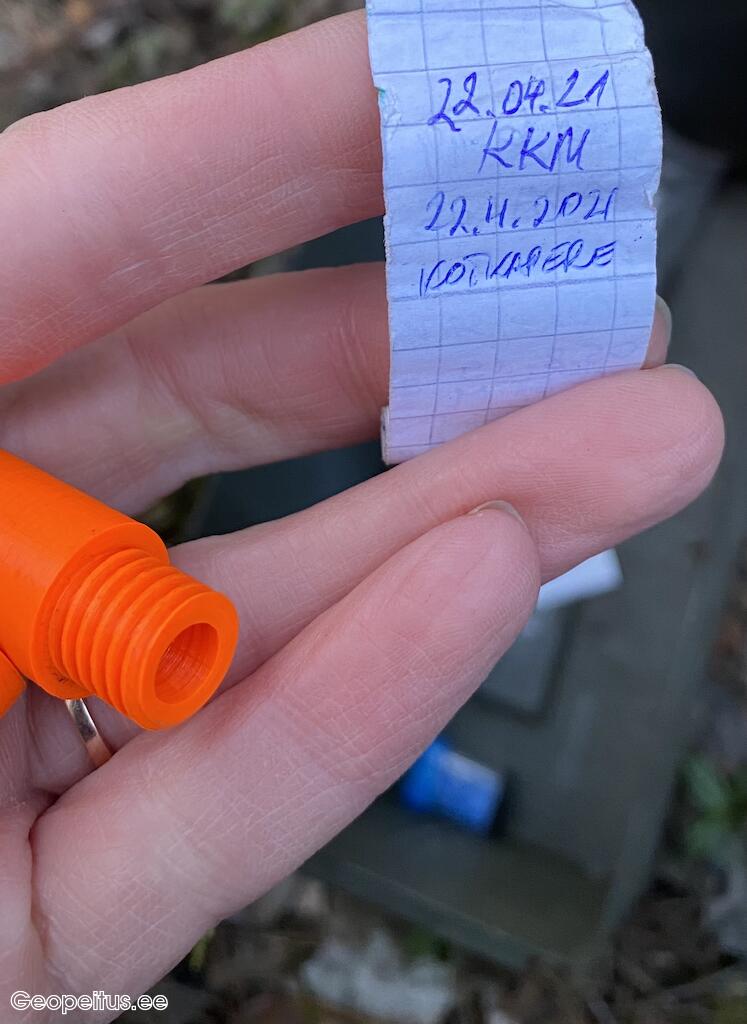 22.04.21
KKM
22.4.2021
KOTKAPERE
Geopeitus.ee